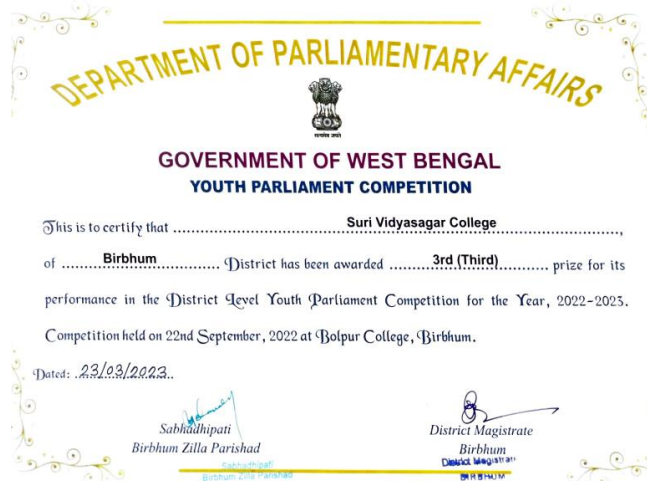 DEPARTMENT OF PARLIAMENTARY AFFAIRS
सत्यमेव जयते
GOVERNMENT OF WEST BENGAL
YOUTH PARLIAMENT COMPETITION
This is to certify that ........ Suri Vidyasagar College ........,
of ........ Birbhum ........ District has been awarded ........ 3rd (Third) ........ prize for its
performance in the District Level Youth Parliament Competition for the Year, 2022-2023.
Competition held on 22nd September, 2022 at Bolpur College, Birbhum.
Dated: 23/03/2023
Sabhadhipati
Birbhum Zilla Parishad
Sabhadhipati
Birbhum Zilla Parishad
District Magistrate
Birbhum
District Magistrate
BIRBHUM